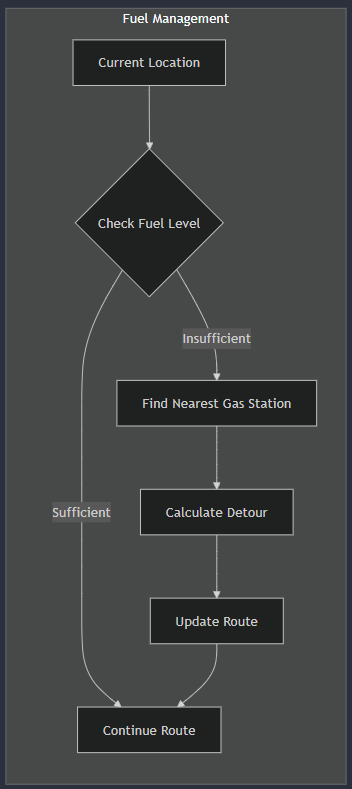 Fuel Management
Current Location
Check Fuel Level
Insufficient
Find Nearest Gas Station
Sufficient
Calculate Detour
Update Route
Continue Route